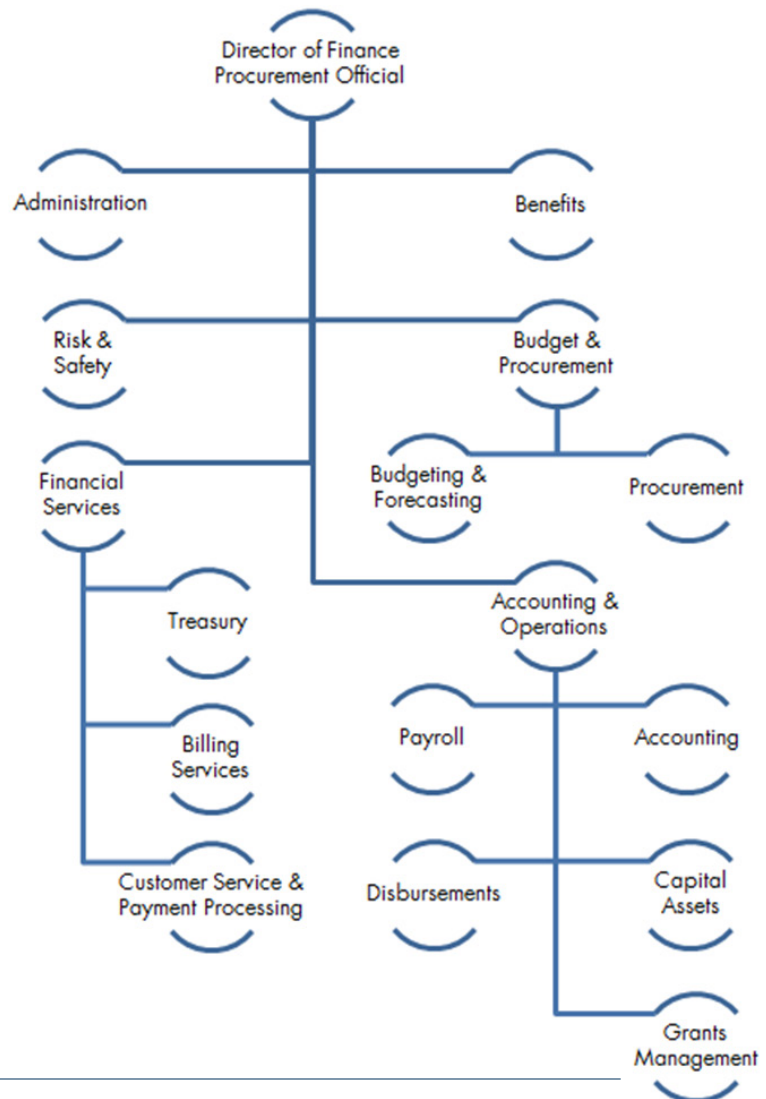 Director of Finance
Procurement Official
Administration
Benefits
Risk &
Safety
Budget &
Procurement
Financial
Services
Budgeting &
Forecasting
Procurement
Treasury
Accounting &
Operations
Billing
Services
Payroll
Accounting
Customer Service &
Payment Processing
Disbursements
Capital
Assets
Grants
Management